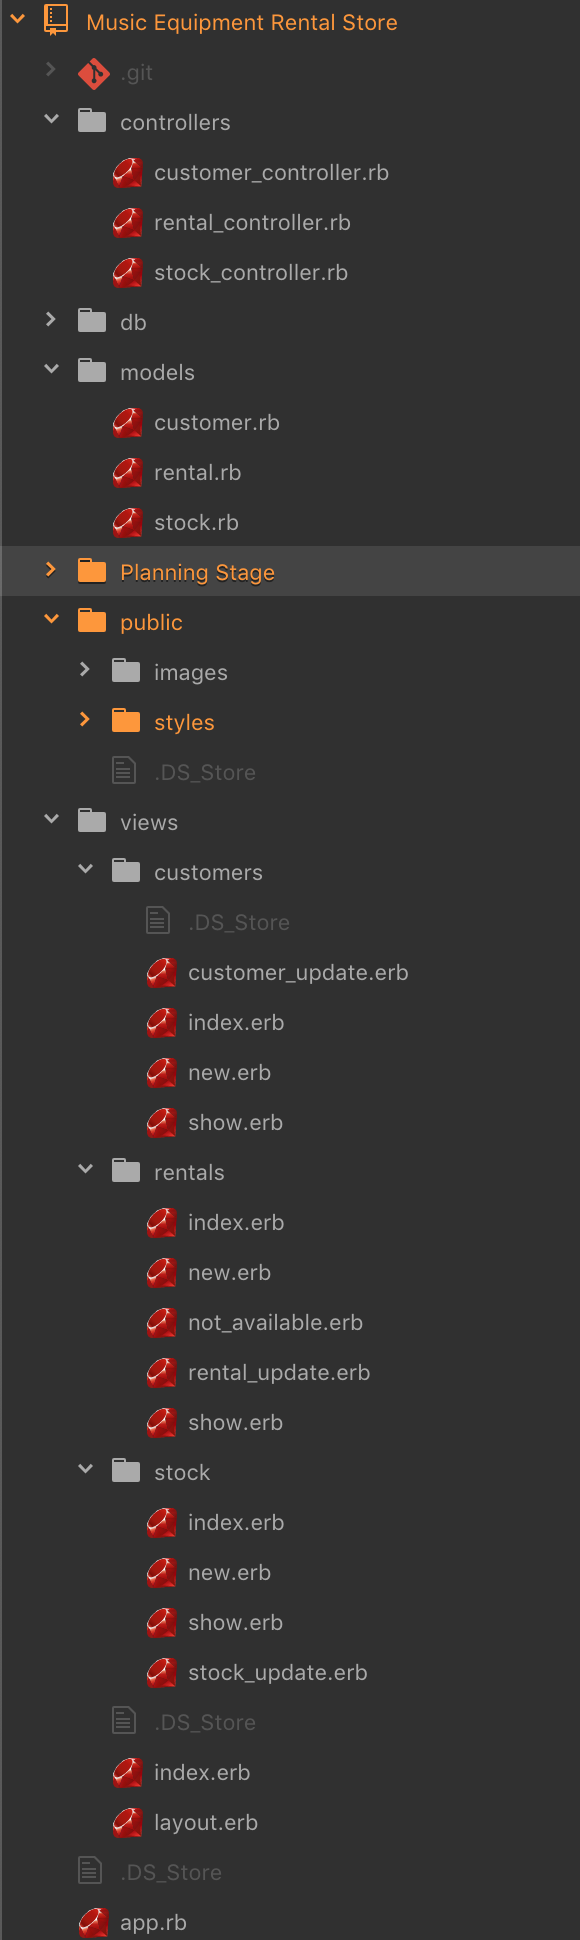 Music Equipment Rental Store
.git
controllers
customer_controller.rb
rental_controller.rb
stock_controller.rb
db
models
customer.rb
rental.rb
stock.rb
Planning Stage
public
images
styles
.DS_Store
views
customers
.DS_Store
customer_update.erb
index.erb
new.erb
show.erb
rentals
index.erb
new.erb
not_available.erb
rental_update.erb
show.erb
stock
index.erb
new.erb
show.erb
stock_update.erb
.DS_Store
index.erb
layout.erb
.DS_Store
app.rb